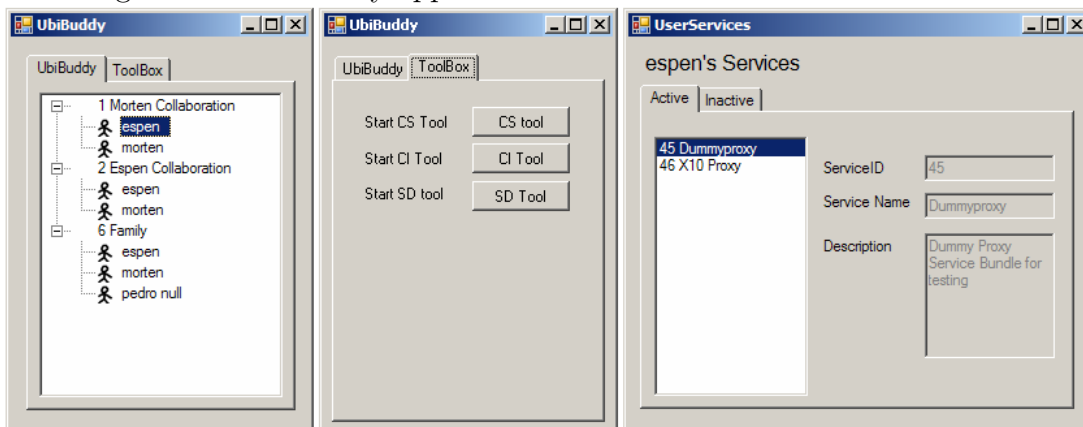 UbiBuddy
UbiBuddy ToolBox
1 Morten Collaboration
espen
morten
2 Espen Collaboration
espen
morten
6 Family
espen
morten
pedro null
UbiBuddy
UbiBuddy ToolBox
Start CS Tool CS tool
Start CI Tool CI Tool
Start SD tool SD Tool
UserServices
espen's Services
Active Inactive
45 Dummyproxy
46 X10 Proxy
ServiceID 45
Service Name Dummyproxy
Description Dummy Proxy
Service Bundle for
testing